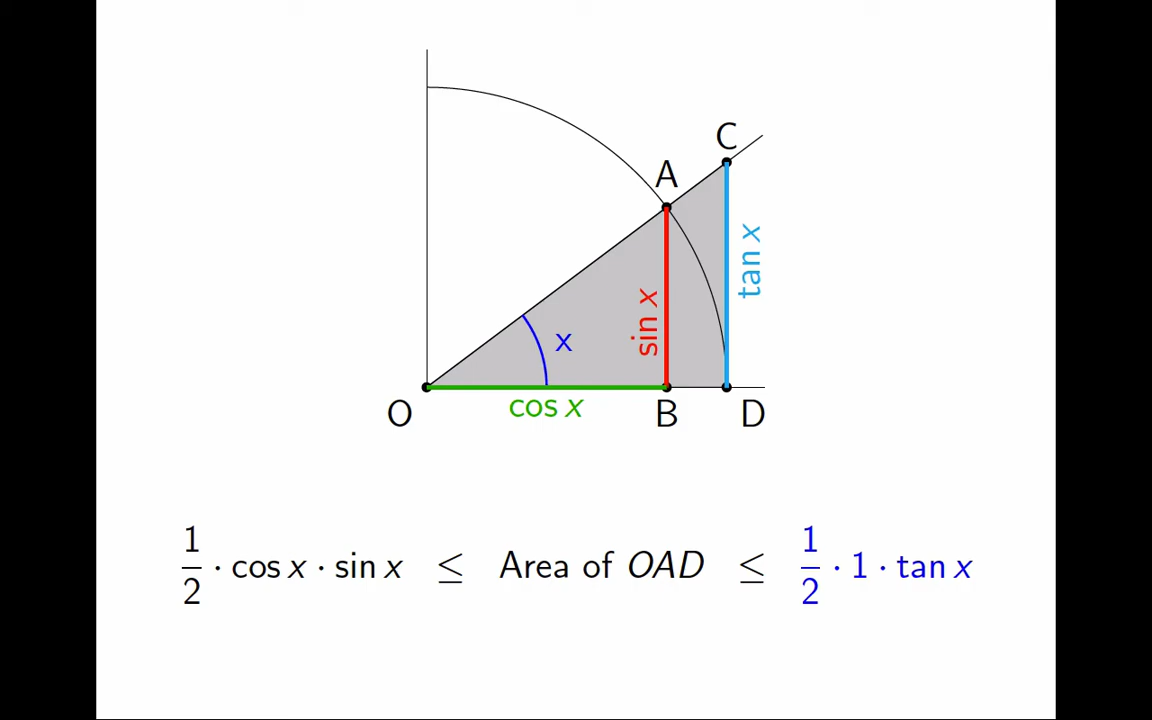 C
A
tan x
sin x
x
cos x
O B D
1/2 · cos x · sin x ≤ Area of OAD ≤ 1/2 · 1 · tan x